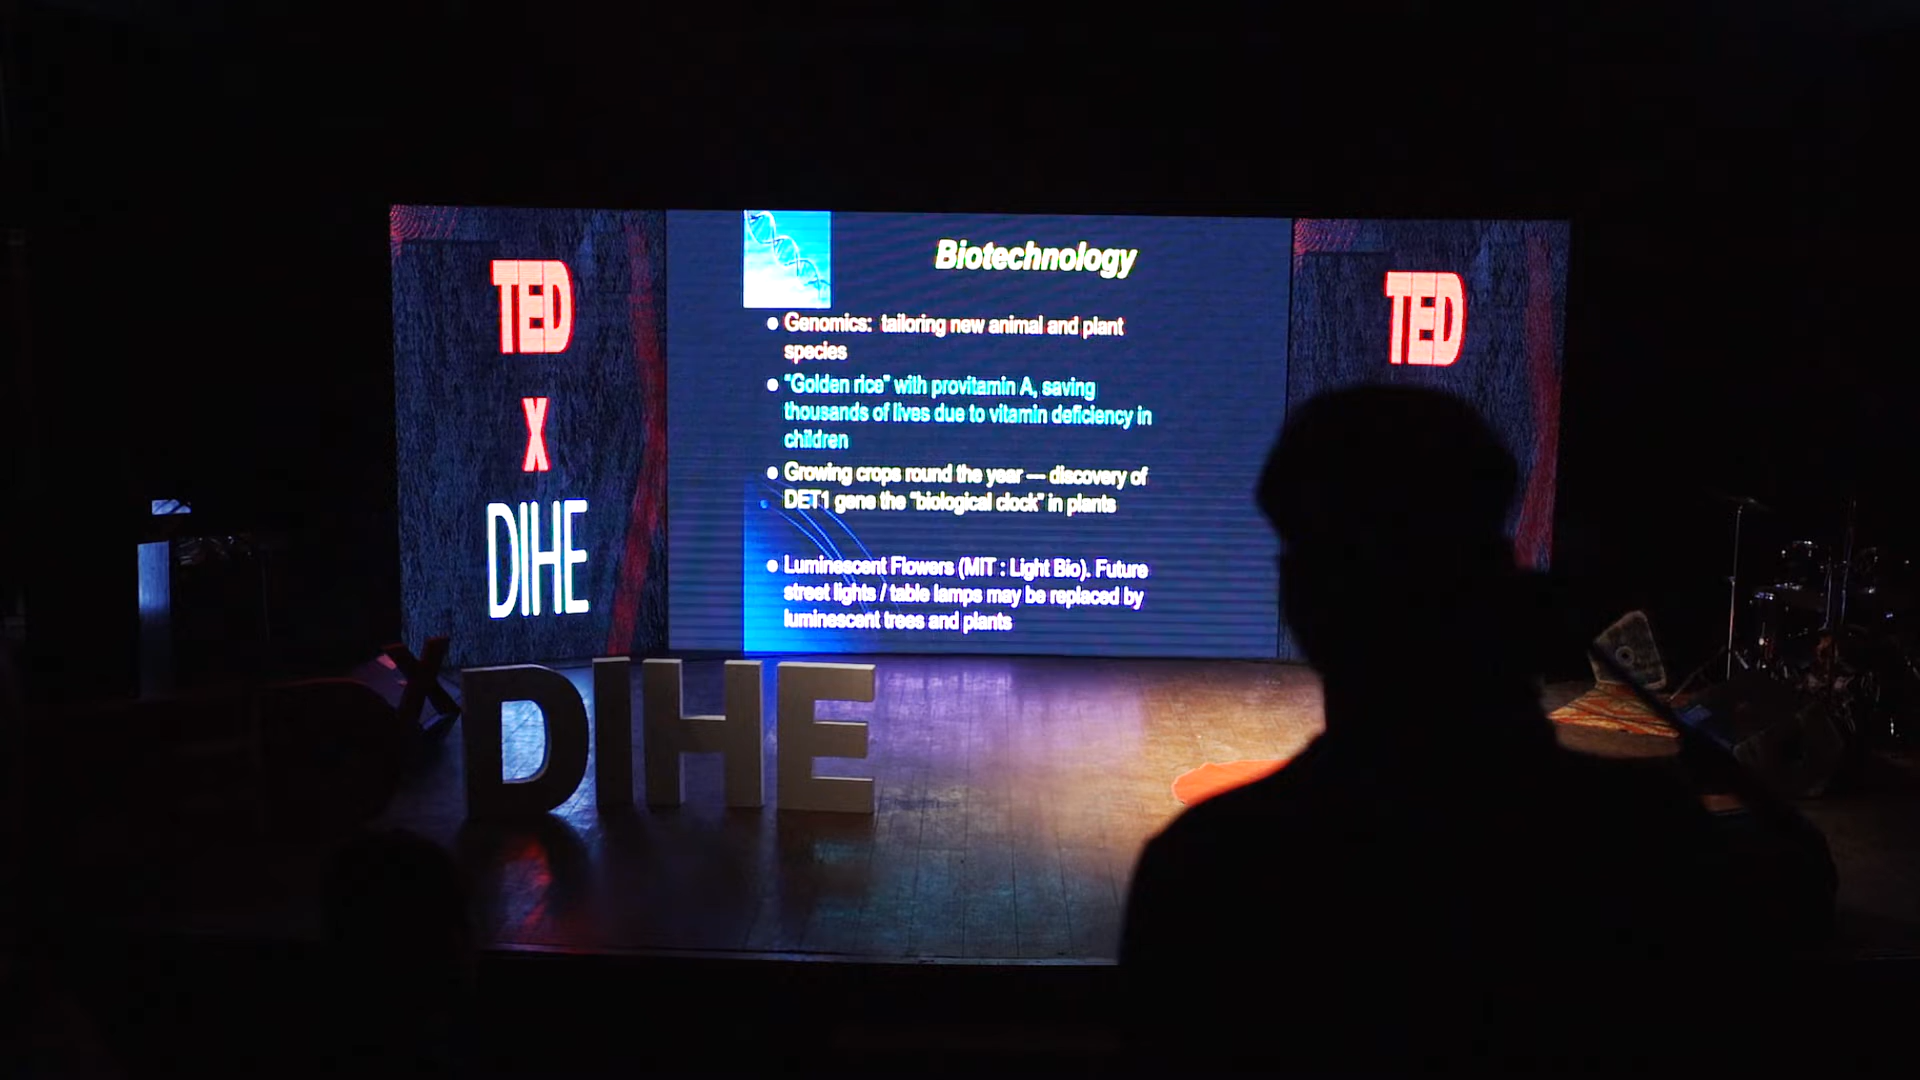 TED
X
DIHE
Biotechnology
• Genomics: tailoring new animal and plant
species
• "Golden rice" with provitamin A, saving
thousands of lives due to vitamin deficiency in
children
• Growing crops round the year — discovery of
• DET1 gene the "biological clock" in plants
• Luminescent Flowers (MIT : Light Bio). Future
street lights / table lamps may be replaced by
luminescent trees and plants
TED
X
DIHE